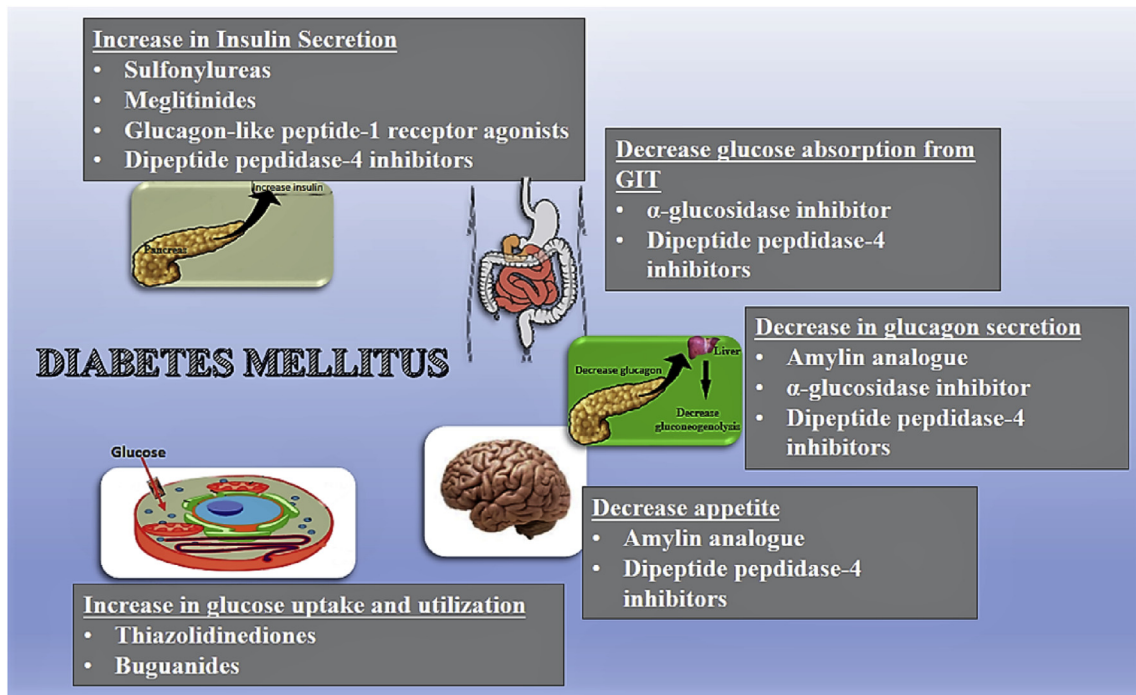 Increase in Insulin Secretion
• Sulfonylureas
• Meglitinides
• Glucagon-like peptide-1 receptor agonists
• Dipeptide pepdidase-4 inhibitors
Increase insulin
Pancreas
Decrease glucose absorption from
GIT
• α-glucosidase inhibitor
• Dipeptide pepdidase-4
inhibitors
DIABETES MELLITUS
Decrease glucagon
Liver
Decrease
gluconeogenolysis
Decrease in glucagon secretion
• Amylin analogue
• α-glucosidase inhibitor
• Dipeptide pepdidase-4
inhibitors
Glucose
Decrease appetite
• Amylin analogue
• Dipeptide pepdidase-4
inhibitors
Increase in glucose uptake and utilization
• Thiazolidinediones
• Buguanides